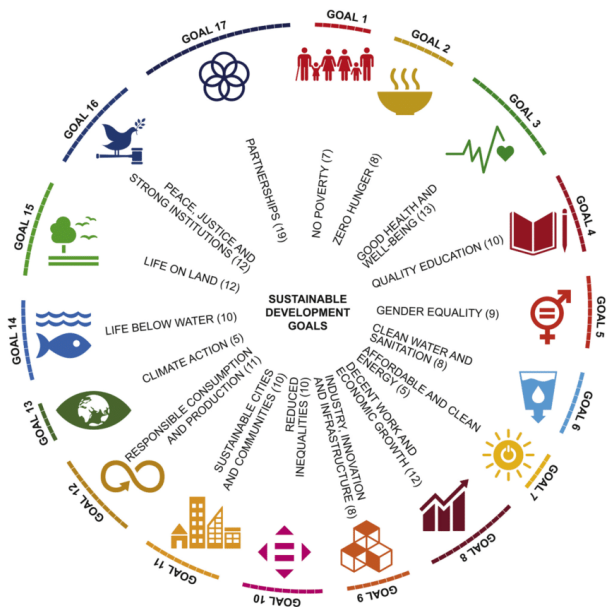 GOAL 1
GOAL 2
GOAL 3
GOAL 4
GOAL 5
GOAL 6
GOAL 7
GOAL 8
GOAL 9
GOAL 10
GOAL 11
GOAL 12
GOAL 13
GOAL 14
GOAL 15
GOAL 16
GOAL 17
SUSTAINABLE
DEVELOPMENT
GOALS
NO POVERTY (7)
ZERO HUNGER (8)
GOOD HEALTH AND
WELL-BEING (13)
QUALITY EDUCATION (10)
GENDER EQUALITY (9)
CLEAN WATER AND
SANITATION (8)
AFFORDABLE AND CLEAN
ENERGY (5)
DECENT WORK AND
ECONOMIC GROWTH (12)
INDUSTRY, INNOVATION
AND INFRASTRUCTURE (8)
REDUCED
INEQUALITIES (10)
SUSTAINABLE CITIES
AND COMMUNITIES (10)
RESPONSIBLE CONSUMPTION
AND PRODUCTION (11)
CLIMATE ACTION (5)
LIFE BELOW WATER (10)
LIFE ON LAND (12)
PEACE, JUSTICE AND
STRONG INSTITUTIONS (12)
PARTNERSHIPS (19)